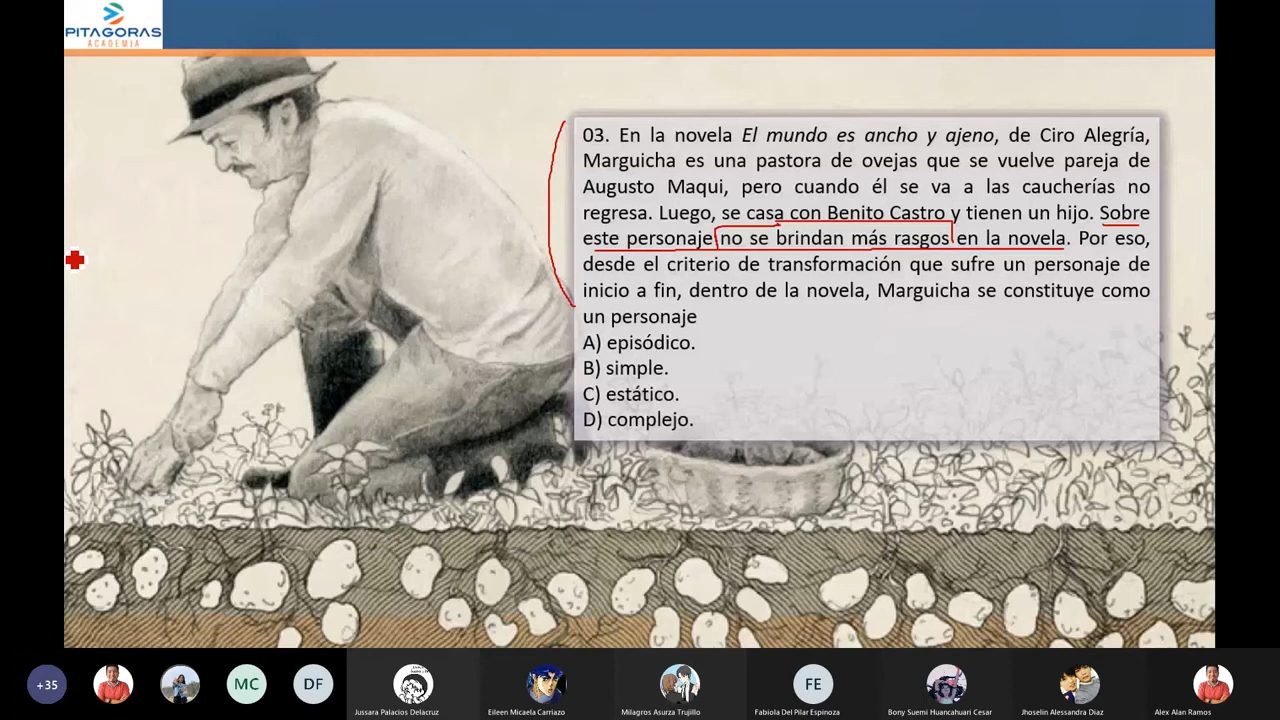 PITAGORAS
ACADEMIA
03. En la novela El mundo es ancho y ajeno, de Ciro Alegría,
Marguicha es una pastora de ovejas que se vuelve pareja de
Augusto Maqui, pero cuando él se va a las caucherías no
regresa. Luego, se casa con Benito Castro y tienen un hijo. Sobre
este personaje no se brindan más rasgos en la novela. Por eso,
desde el criterio de transformación que sufre un personaje de
inicio a fin, dentro de la novela, Marguicha se constituye como
un personaje
A) episódico.
B) simple.
C) estático.
D) complejo.
+35
MC
DF
FE
Jussara Palacios Delacruz
Eileen Micaela Carriazo
Milagros Asurza Trujillo
Fabiola Del Pilar Espinoza
Bony Suemi Huancahuari Cesar
Jhoselin Alessandra Diaz
Alex Alan Ramos